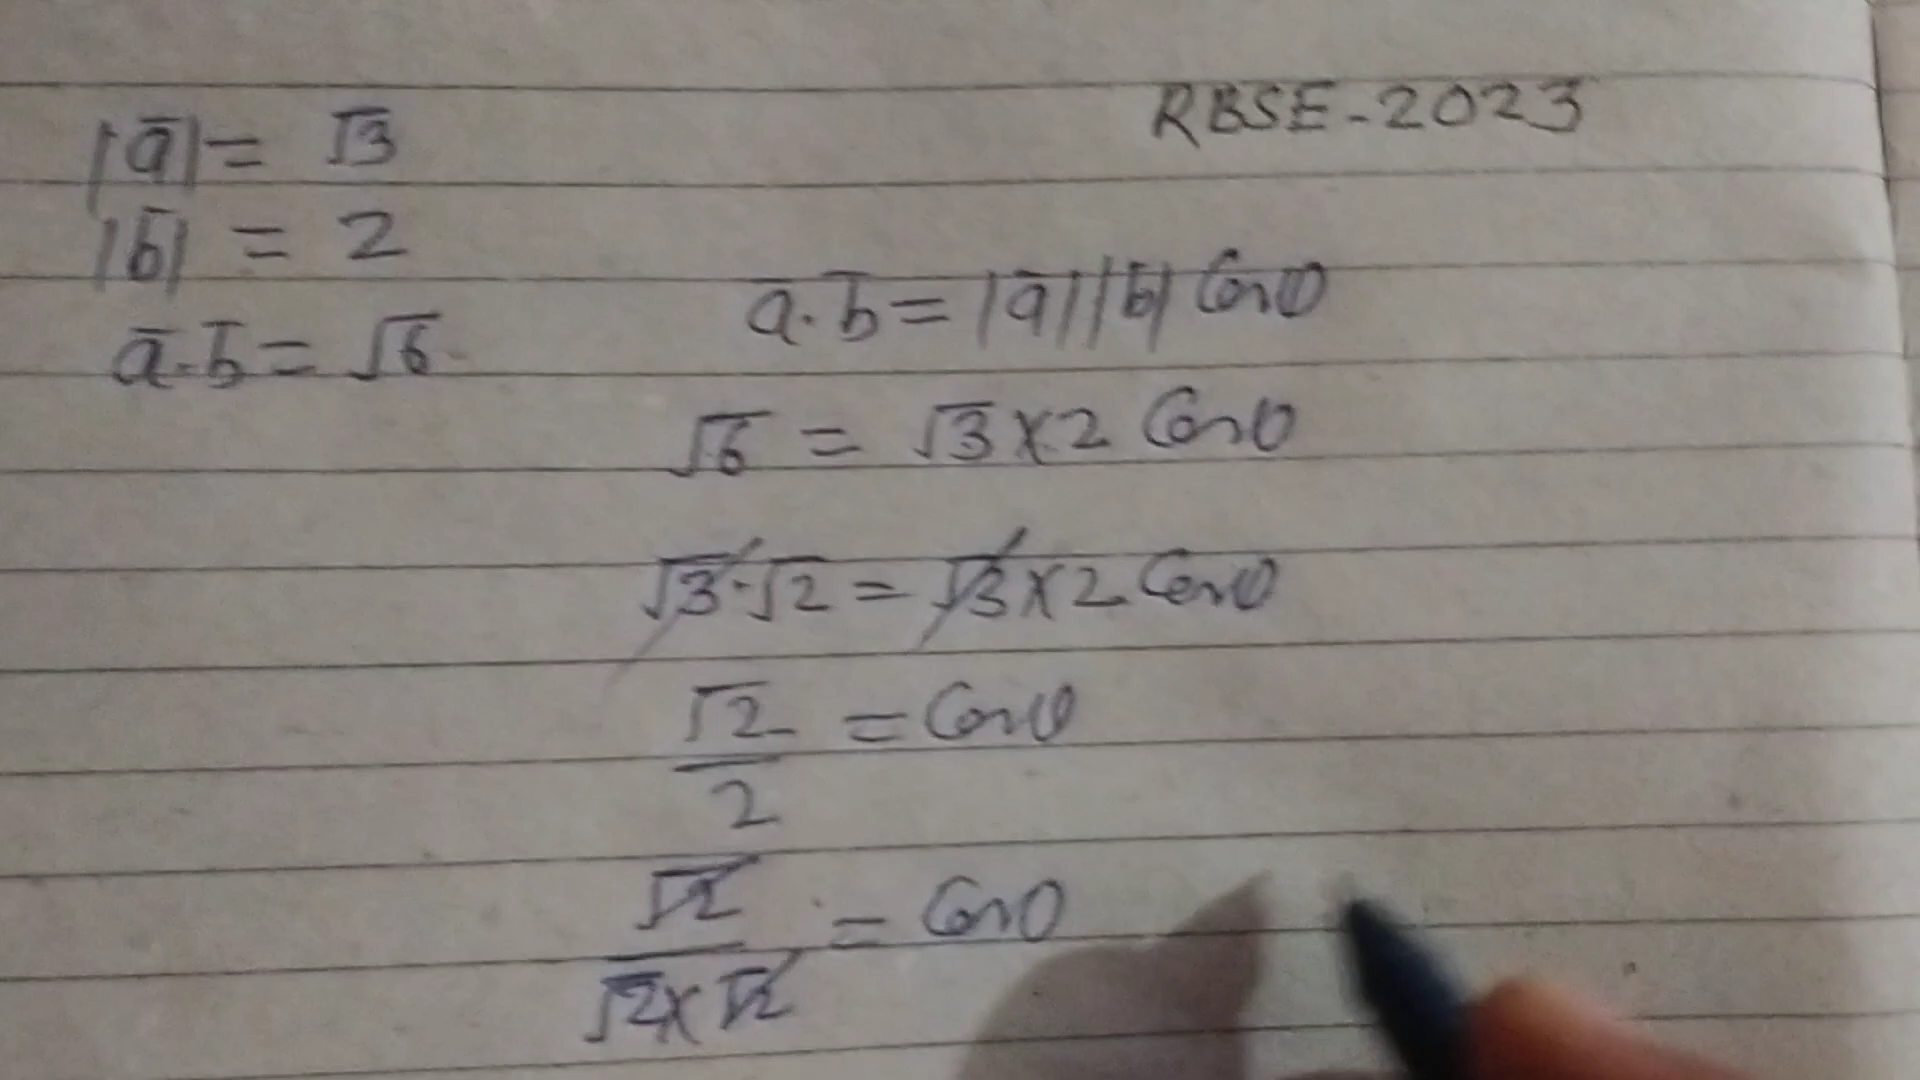 RBSE-2023
|a̅| = √3
|b̅| = 2
a̅.b̅ = √6
a̅.b̅ = |a̅||b̅| Cosθ
√6 = √3 × 2 Cosθ
√3.√2 = √3 × 2 Cosθ
√2/2 = Cosθ
√2/√2×√2 = Cosθ